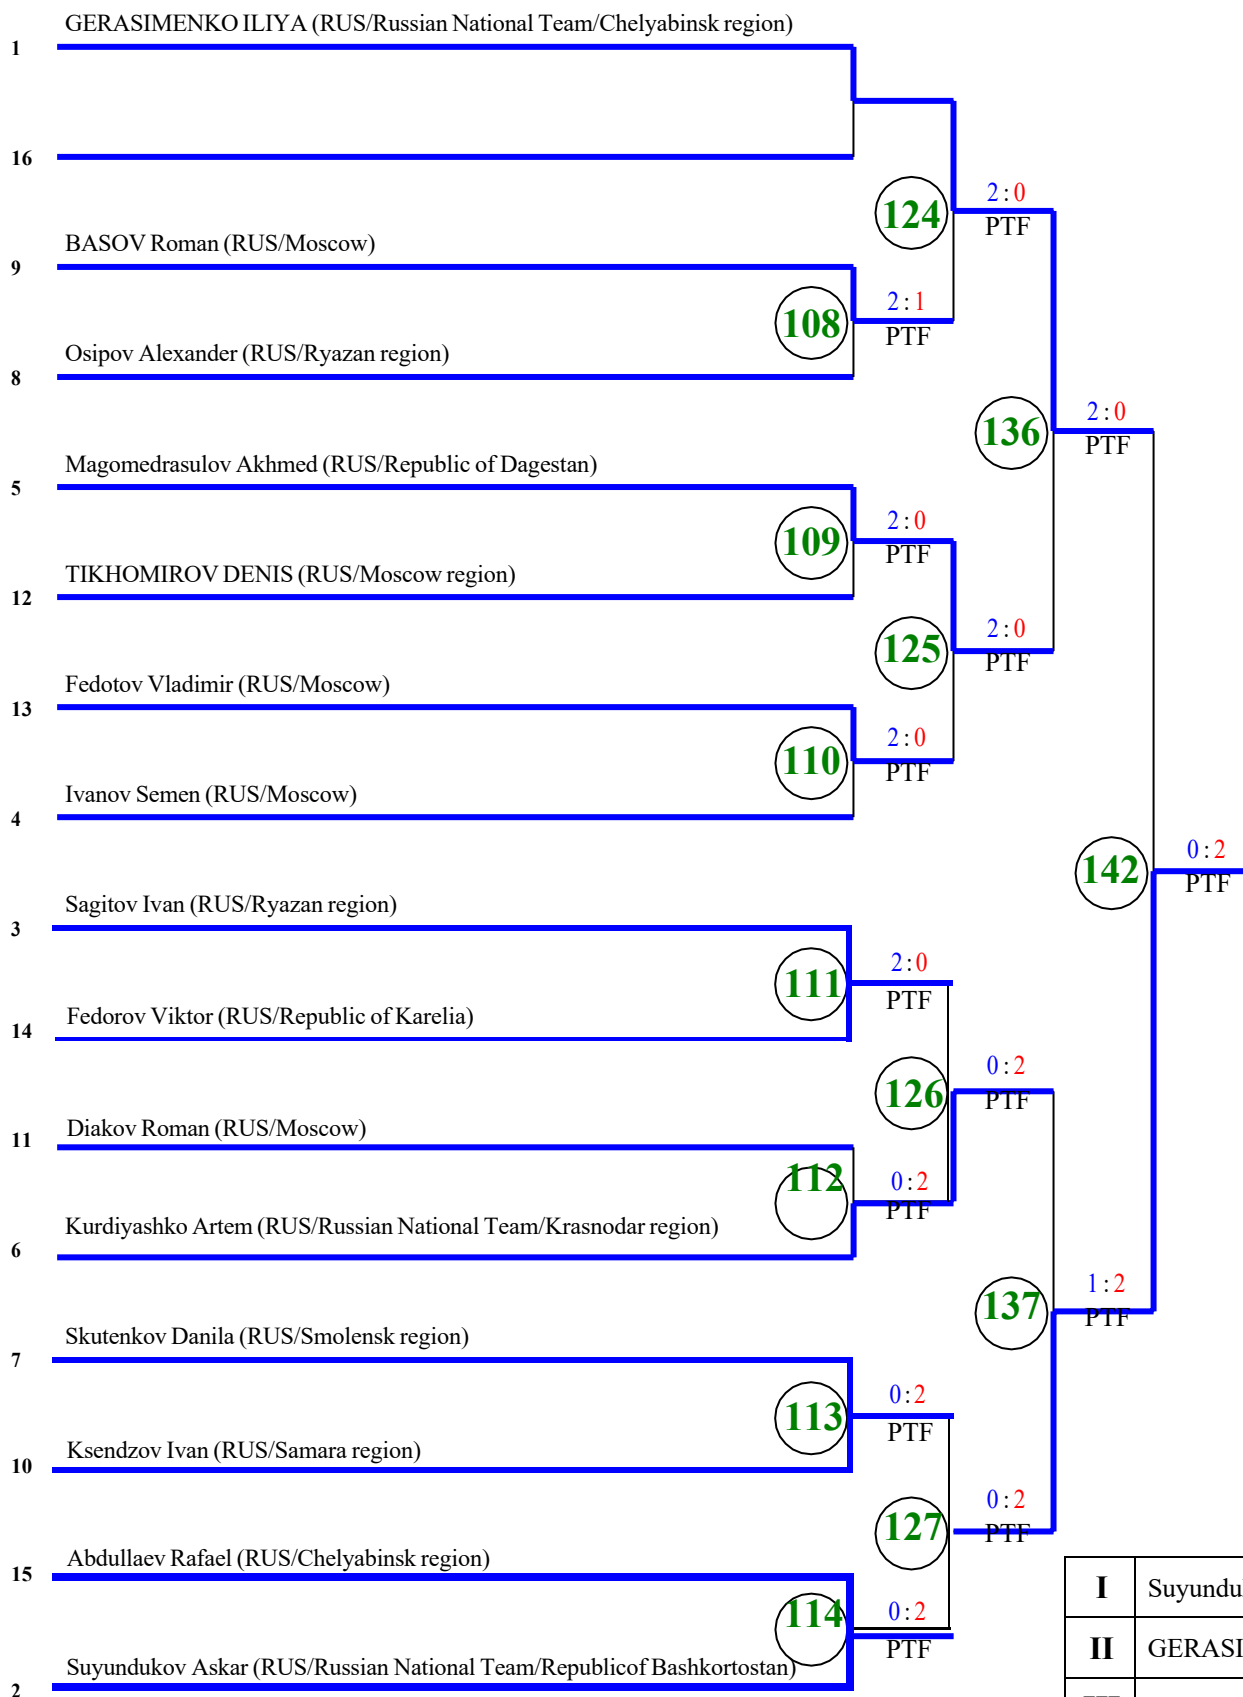 GERASIMENKO ILIYA (RUS/Russian National Team/Chelyabinsk region)
1
16
124
2:0
PTF
BASOV Roman (RUS/Moscow)
9
108
2:1
PTF
Osipov Alexander (RUS/Ryazan region)
8
136
2:0
PTF
Magomedrasulov Akhmed (RUS/Republic of Dagestan)
5
109
2:0
PTF
TIKHOMIROV DENIS (RUS/Moscow region)
12
125
2:0
PTF
Fedotov Vladimir (RUS/Moscow)
13
110
2:0
PTF
Ivanov Semen (RUS/Moscow)
4
142
0:2
PTF
Sagitov Ivan (RUS/Ryazan region)
3
111
2:0
PTF
Fedorov Viktor (RUS/Republic of Karelia)
14
126
0:2
PTF
Diakov Roman (RUS/Moscow)
11
112
0:2
PTF
Kurdiyashko Artem (RUS/Russian National Team/Krasnodar region)
6
137
1:2
PTF
Skutenkov Danila (RUS/Smolensk region)
7
113
0:2
PTF
Ksendzov Ivan (RUS/Samara region)
10
127
0:2
PTF
Abdullaev Rafael (RUS/Chelyabinsk region)
15
114
0:2
PTF
Suyundukov Askar (RUS/Russian National Team/Republicof Bashkortostan)
2
I
II GERASI